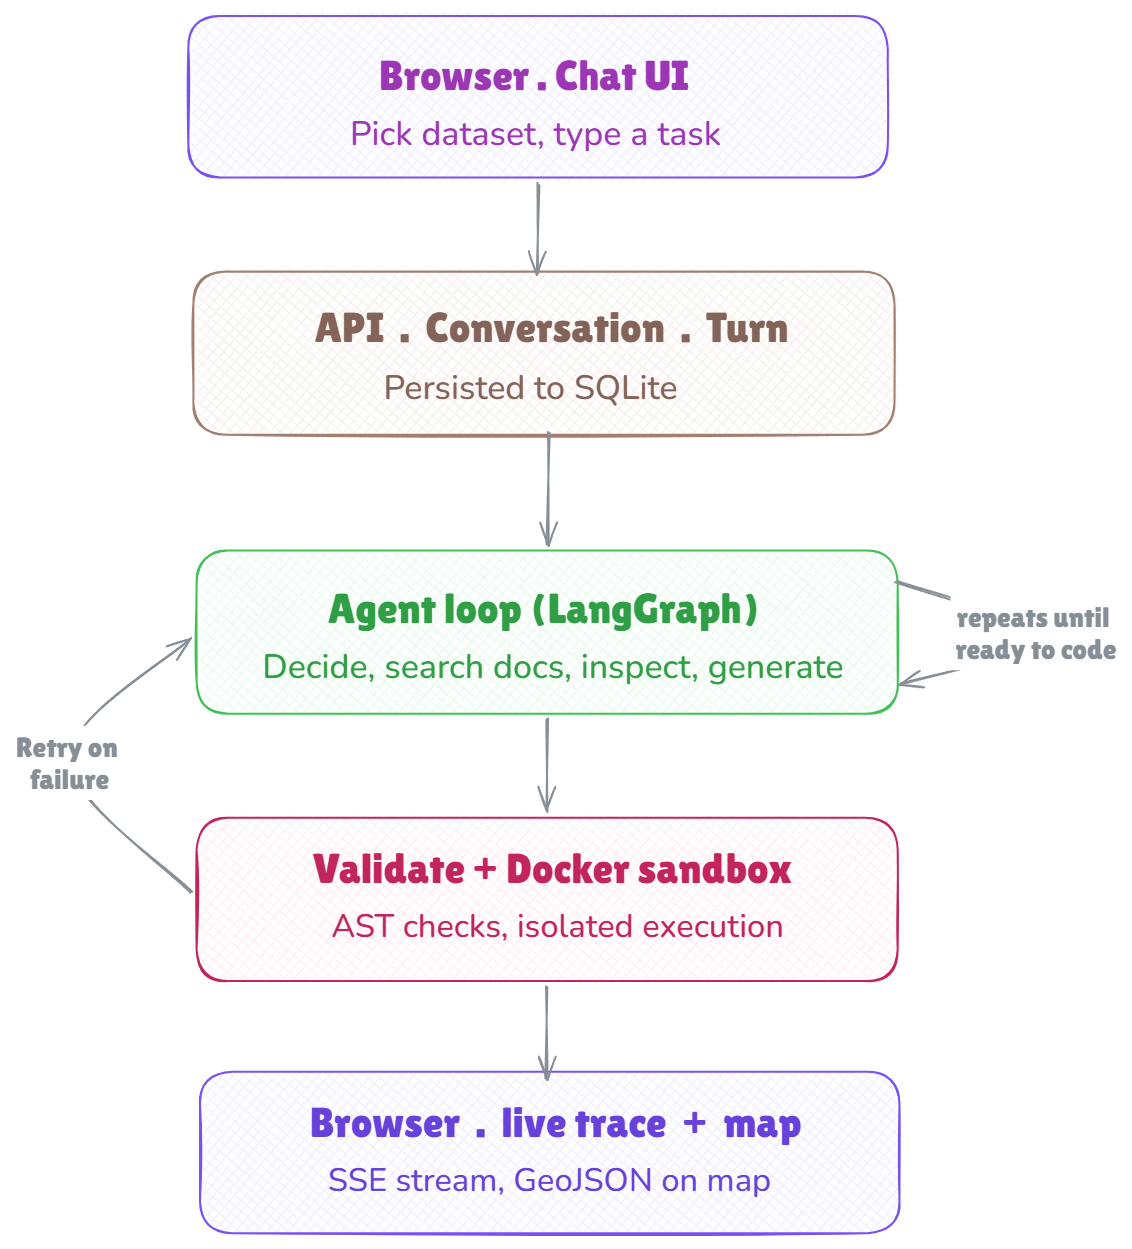 Browser . Chat UI
Pick dataset, type a task
API . Conversation . Turn
Persisted to SQLite
Agent loop (LangGraph)
Decide, search docs, inspect, generate
repeats until
ready to code
Retry on
failure
Validate + Docker sandbox
AST checks, isolated execution
Browser . live trace + map
SSE stream, GeoJSON on map